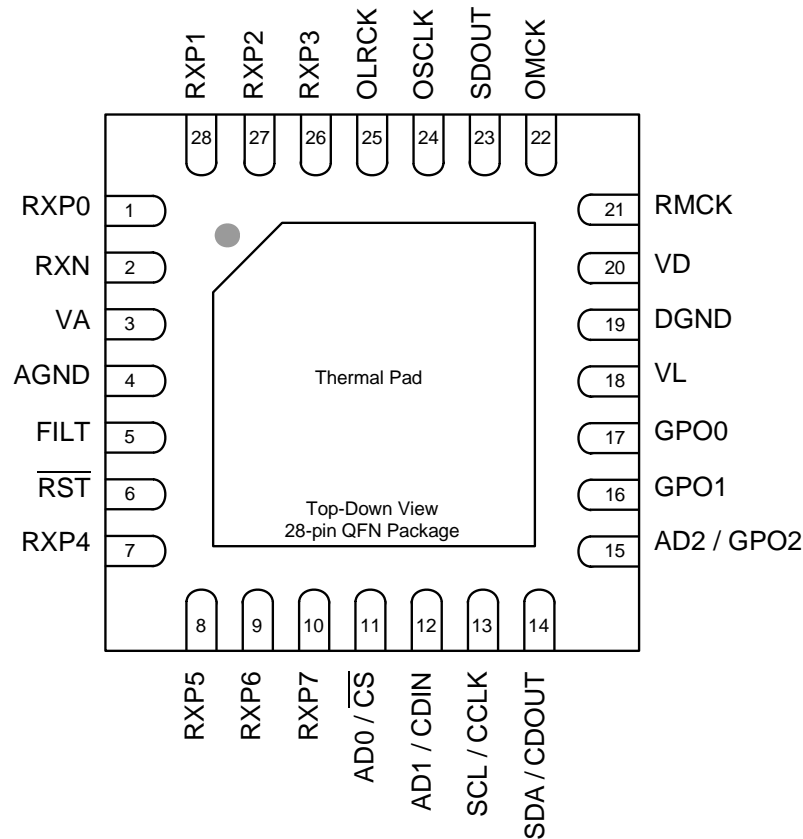 RXP1
RXP2
RXP3
OLRCK
OSCLK
SDOUT
OMCK
28
27
26
25
24
23
22
RXP0 1
RXN 2
VA 3
AGND 4
FILT 5
RST 6
RXP4 7
21 RMCK
20 VD
19 DGND
18 VL
17 GPO0
16 GPO1
15 AD2 / GPO2
Thermal Pad
Top-Down View
28-pin QFN Package
8
9
10
11
12
13
14
RXP5
RXP6
RXP7
AD0 / CS
AD1 / CDIN
SCL / CCLK
SDA / CDOUT